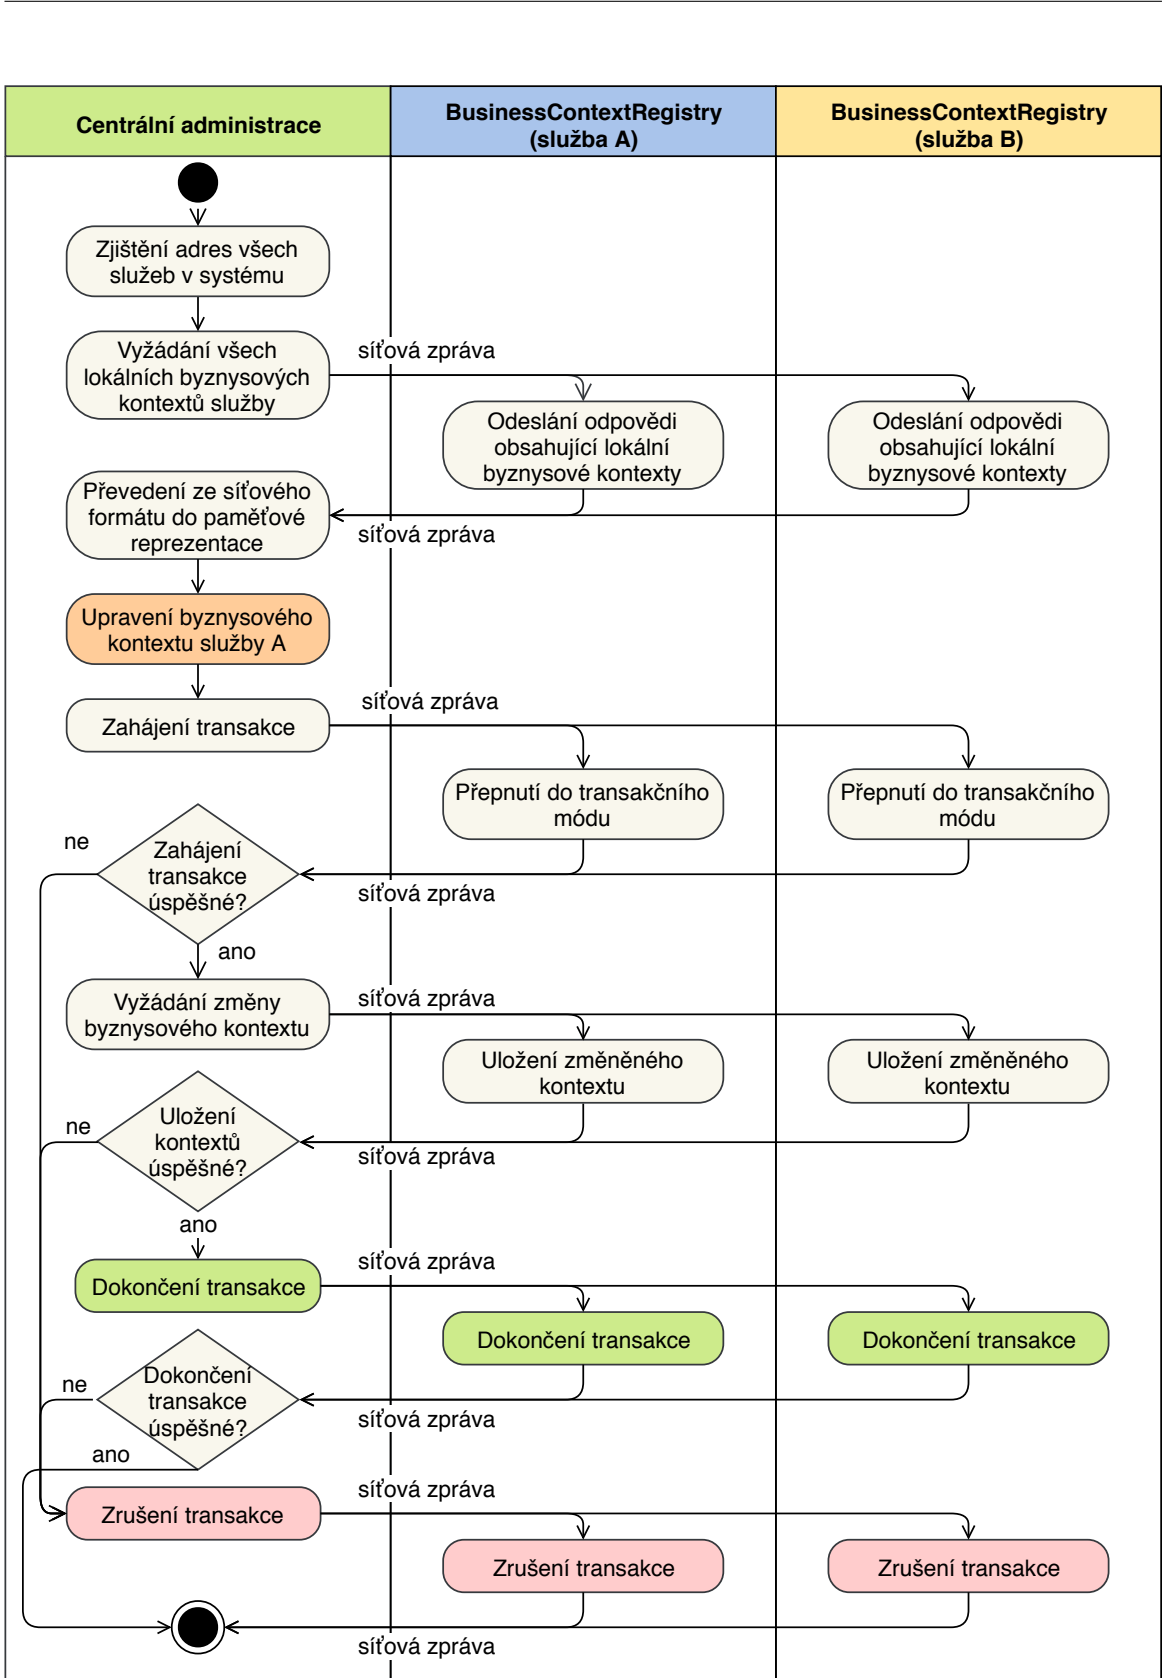 Centrální administrace
BusinessContextRegistry
(služba A)
BusinessContextRegistry
(služba B)
Zjištění adres všech
služeb v systému
Vyžádání všech
lokálních byznysových
kontextů služby
síťová zpráva
Odeslání odpovědi
obsahující lokální
byznysové kontexty
Odeslání odpovědi
obsahující lokální
byznysové kontexty
Převedení ze síťového
formátu do paměťové
reprezentace
síťová zpráva
Upravení byznysového
kontextu služby A
Zahájení transakce
síťová zpráva
Přepnutí do transakčního
módu
Přepnutí do transakčního
módu
ne
Zahájení
transakce
úspěšné?
síťová zpráva
ano
Vyžádání změny
byznysového kontextu
síťová zpráva
Uložení změněného
kontextu
Uložení změněného
kontextu
ne
Uložení
kontextů
úspěšné?
síťová zpráva
ano
Dokončení transakce
síťová zpráva
Dokončení transakce
Dokončení transakce
ne
Dokončení
transakce
úspěšné?
síťová zpráva
ano
Zrušení transakce
síťová zpráva
Zrušení transakce
Zrušení transakce
síťová zpráva